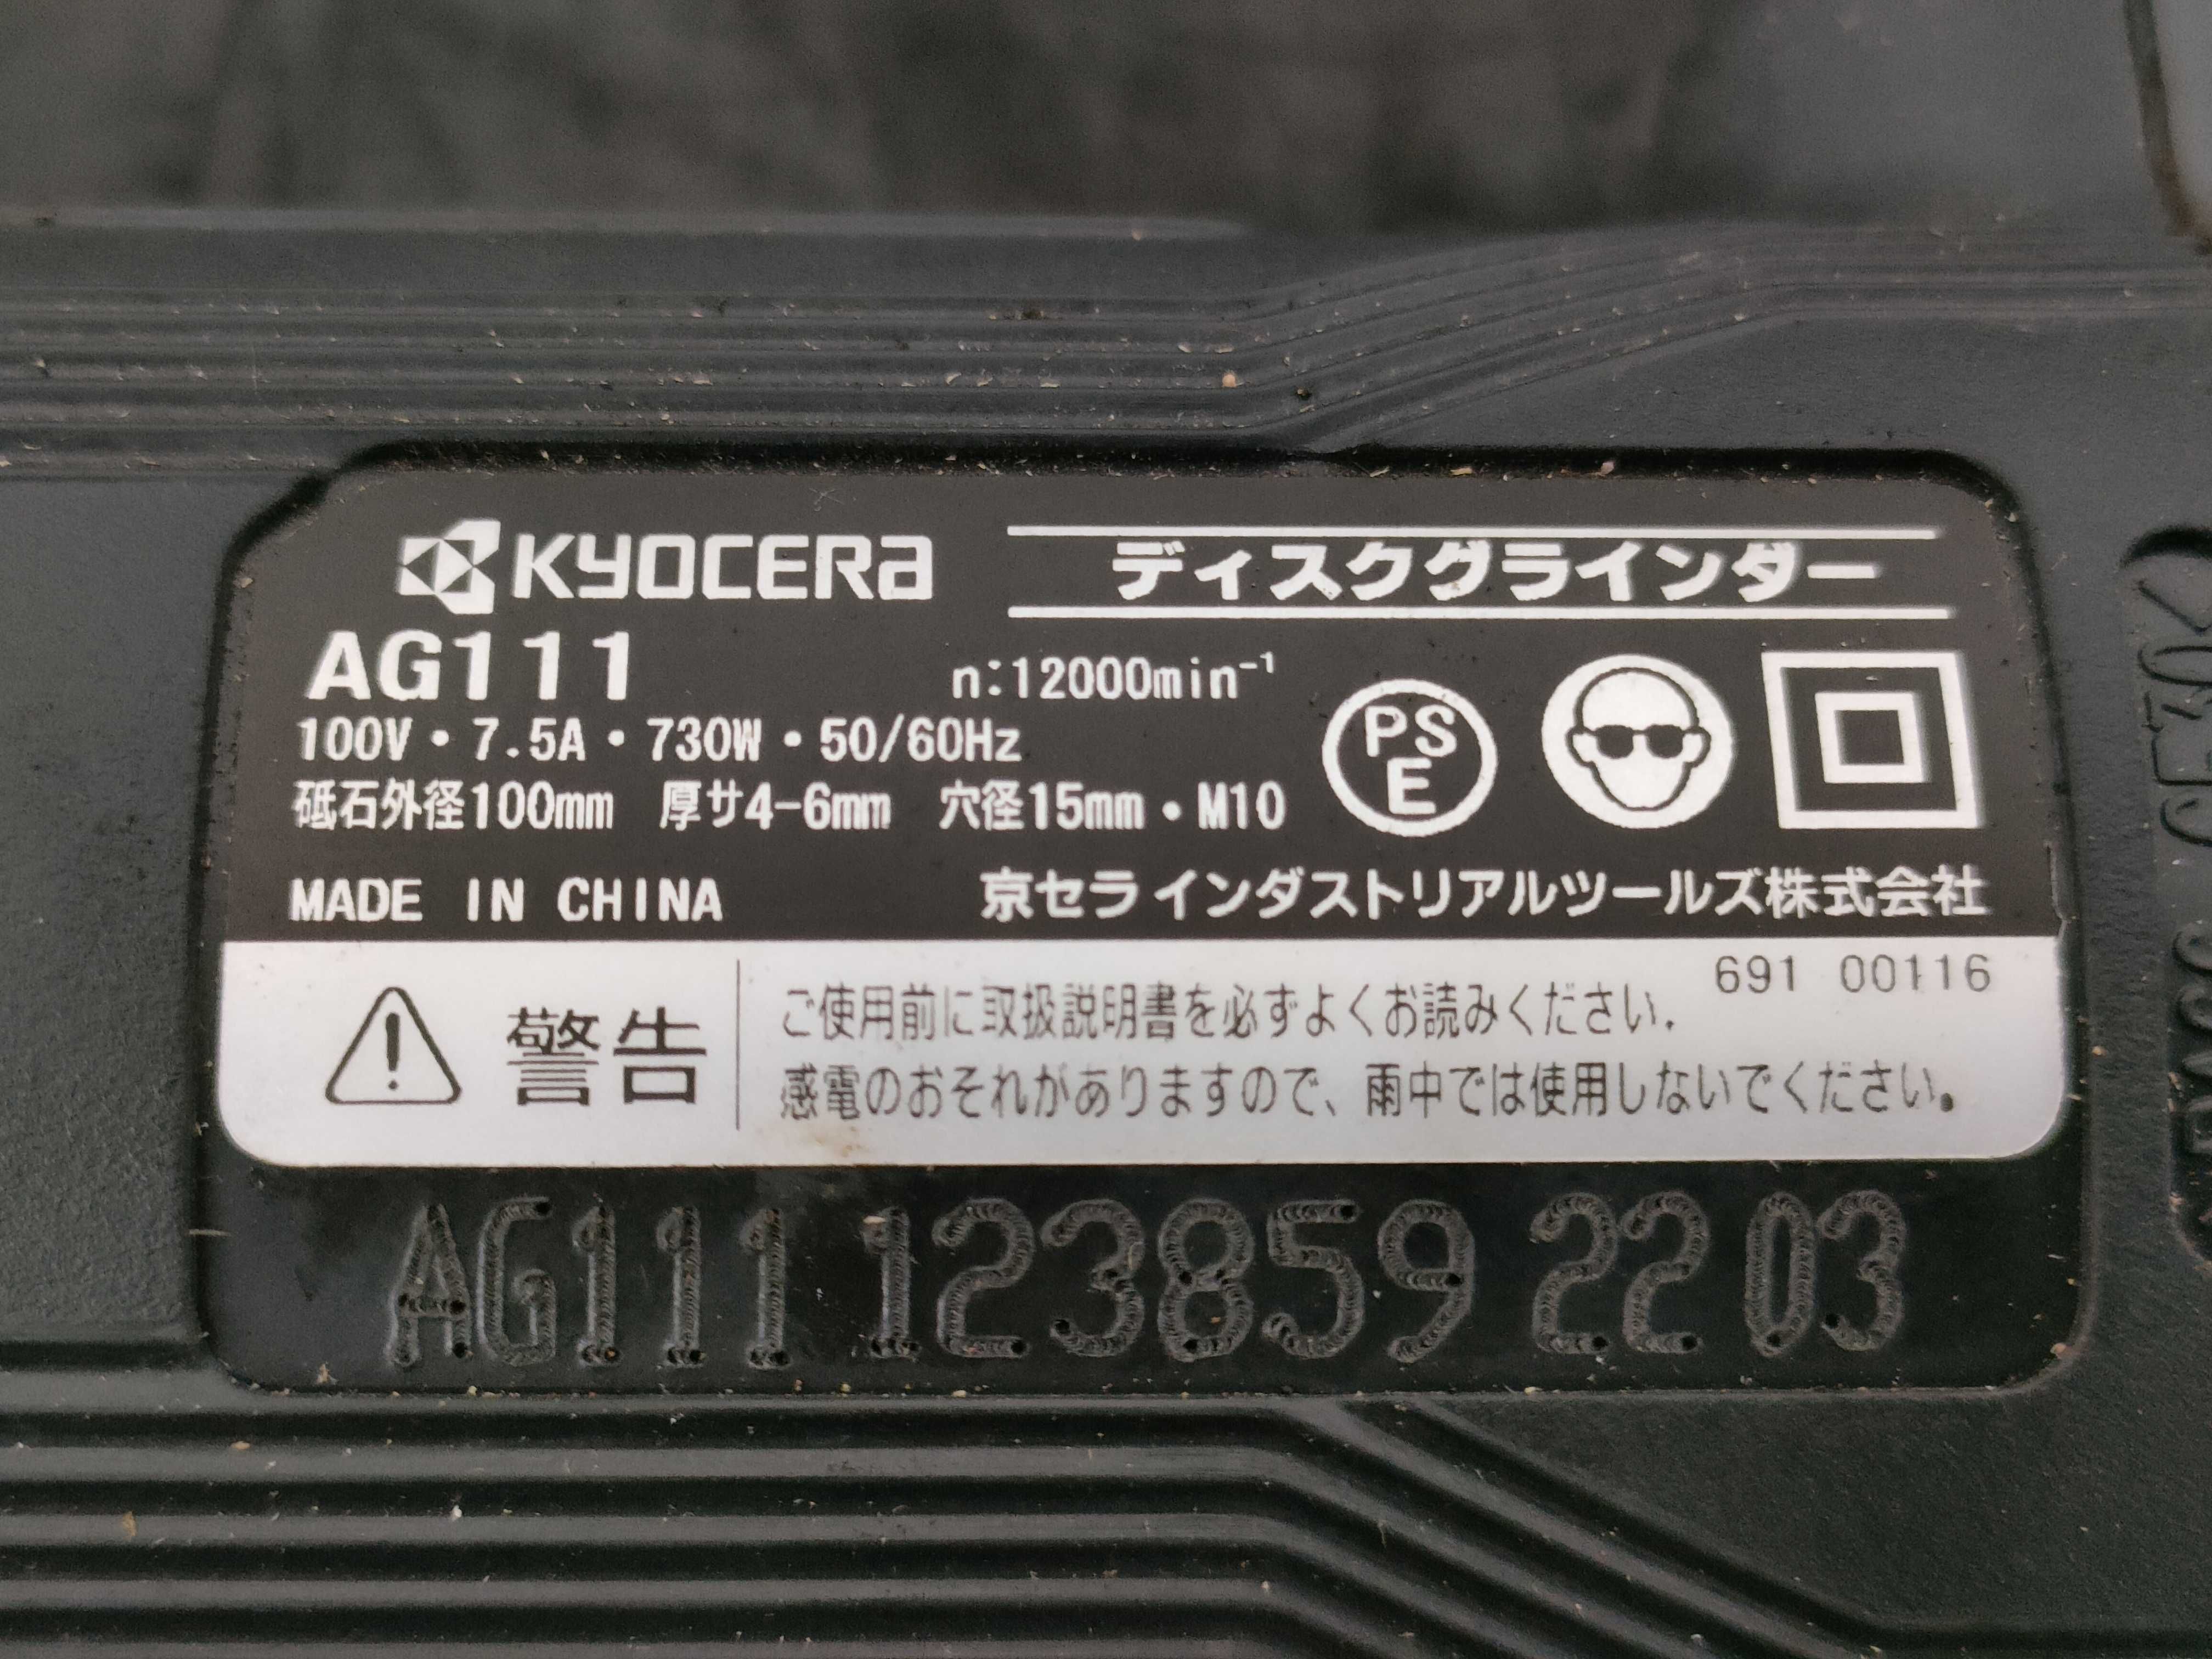 KYOCERA ディスクグラインダー
AG111 n:12000min⁻¹
100V・7.5A・730W・50/60Hz
PS
E
砥石外径100mm 厚サ4-6mm 穴径15mm・M10
MADE IN CHINA 京セラ インダストリアルツールズ株式会社
691 00116
警告
ご使用前に取扱説明書を必ずよくお読みください.
感電のおそれがありますので、雨中では使用しないでください。
AG111 123859 22 03